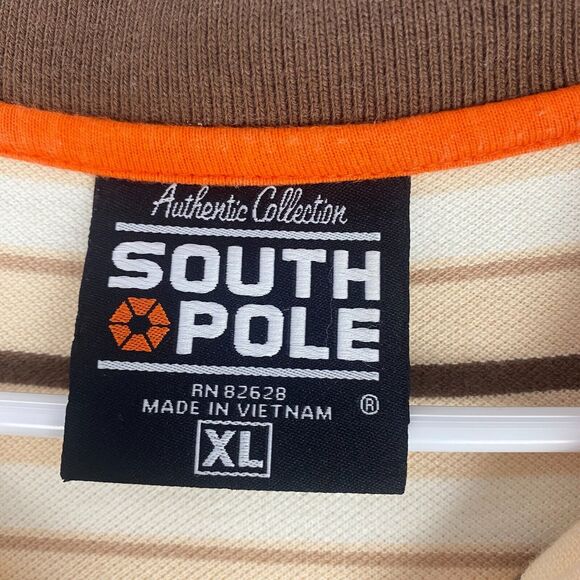 Authentic Collection
SOUTH
POLE
RN 82628
MADE IN VIETNAM ®
XL